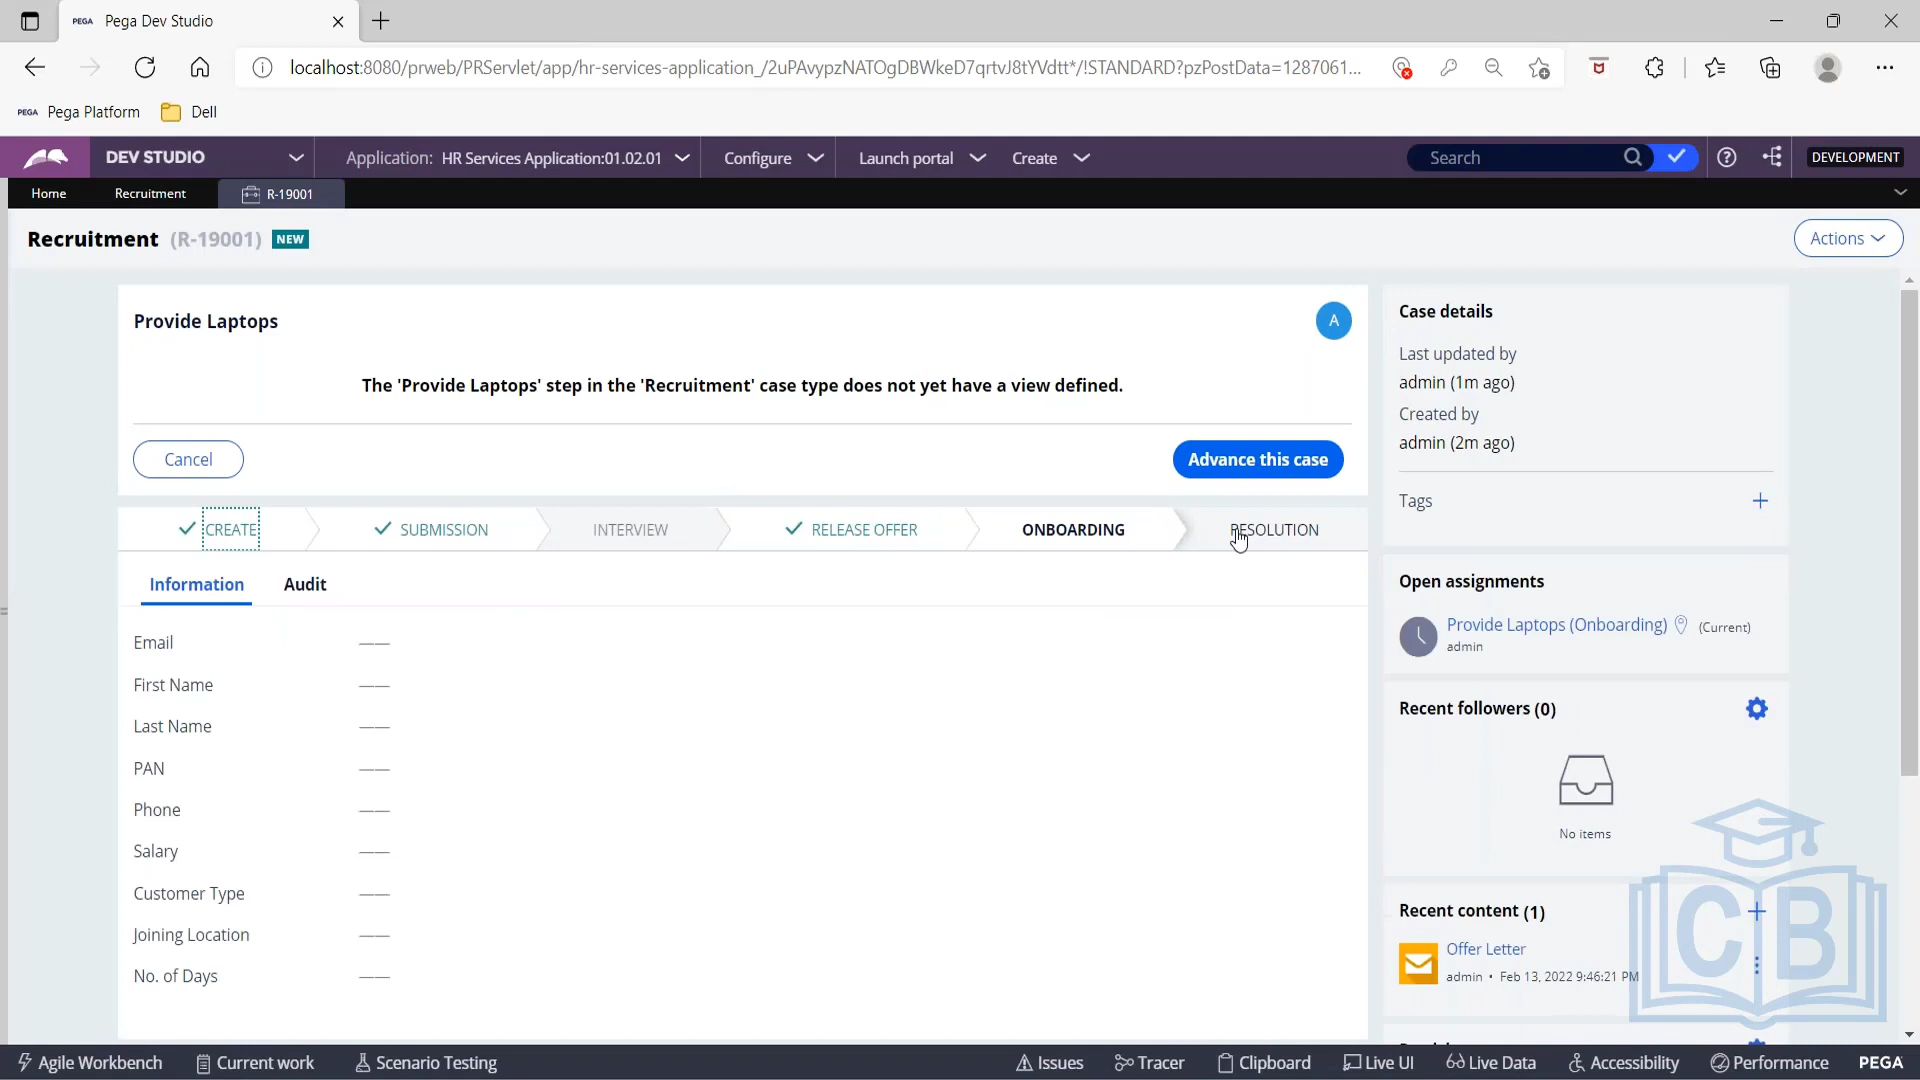 PEGA Pega Dev Studio
localhost:8080/prweb/PRServlet/app/hr-services-application_/2uPAvypzNATOgDBWkeD7qrtvJ8tYVdtt*/!STANDARD?pzPostData=1287061...
PEGA Pega Platform Dell
DEV STUDIO Application: HR Services Application:01.02.01 Configure Launch portal Create Search DEVELOPMENT
Home Recruitment R-19001
Recruitment (R-19001) NEW Actions
Provide Laptops A
The 'Provide Laptops' step in the 'Recruitment' case type does not yet have a view defined.
Cancel Advance this case
CREATE SUBMISSION INTERVIEW RELEASE OFFER ONBOARDING RESOLUTION
Information Audit
Email
First Name
Last Name
PAN
Phone
Salary
Customer Type
Joining Location
No. of Days
Case details
Last updated by
admin (1m ago)
Created by
admin (2m ago)
Tags
Open assignments
Provide Laptops (Onboarding) (Current)
admin
Recent followers (0)
No items
Recent content (1)
Offer Letter
admin • Feb 13, 2022 9:46:21 PM
CB
Agile Workbench Current work Scenario Testing Issues Tracer Clipboard Live UI Live Data Accessibility Performance PEGA